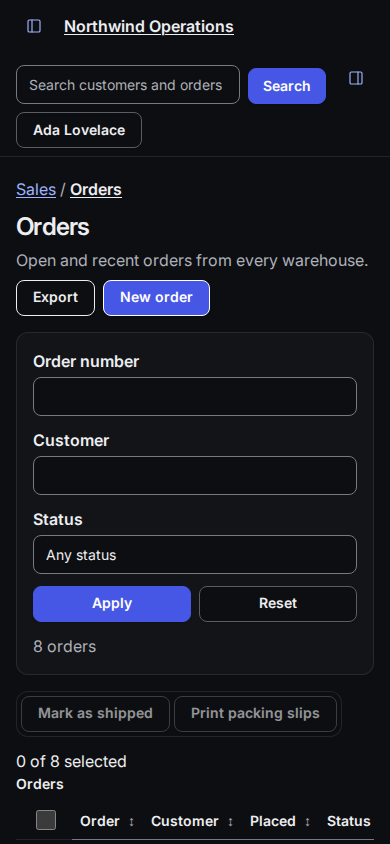 Northwind Operations
Search customers and orders
Search
Ada Lovelace
Sales / Orders
Orders
Open and recent orders from every warehouse.
Export
New order
Order number
Customer
Status
Any status
Apply
Reset
8 orders
Mark as shipped
Print packing slips
0 of 8 selected
Orders
Order ↕ Customer ↕ Placed ↕ Status